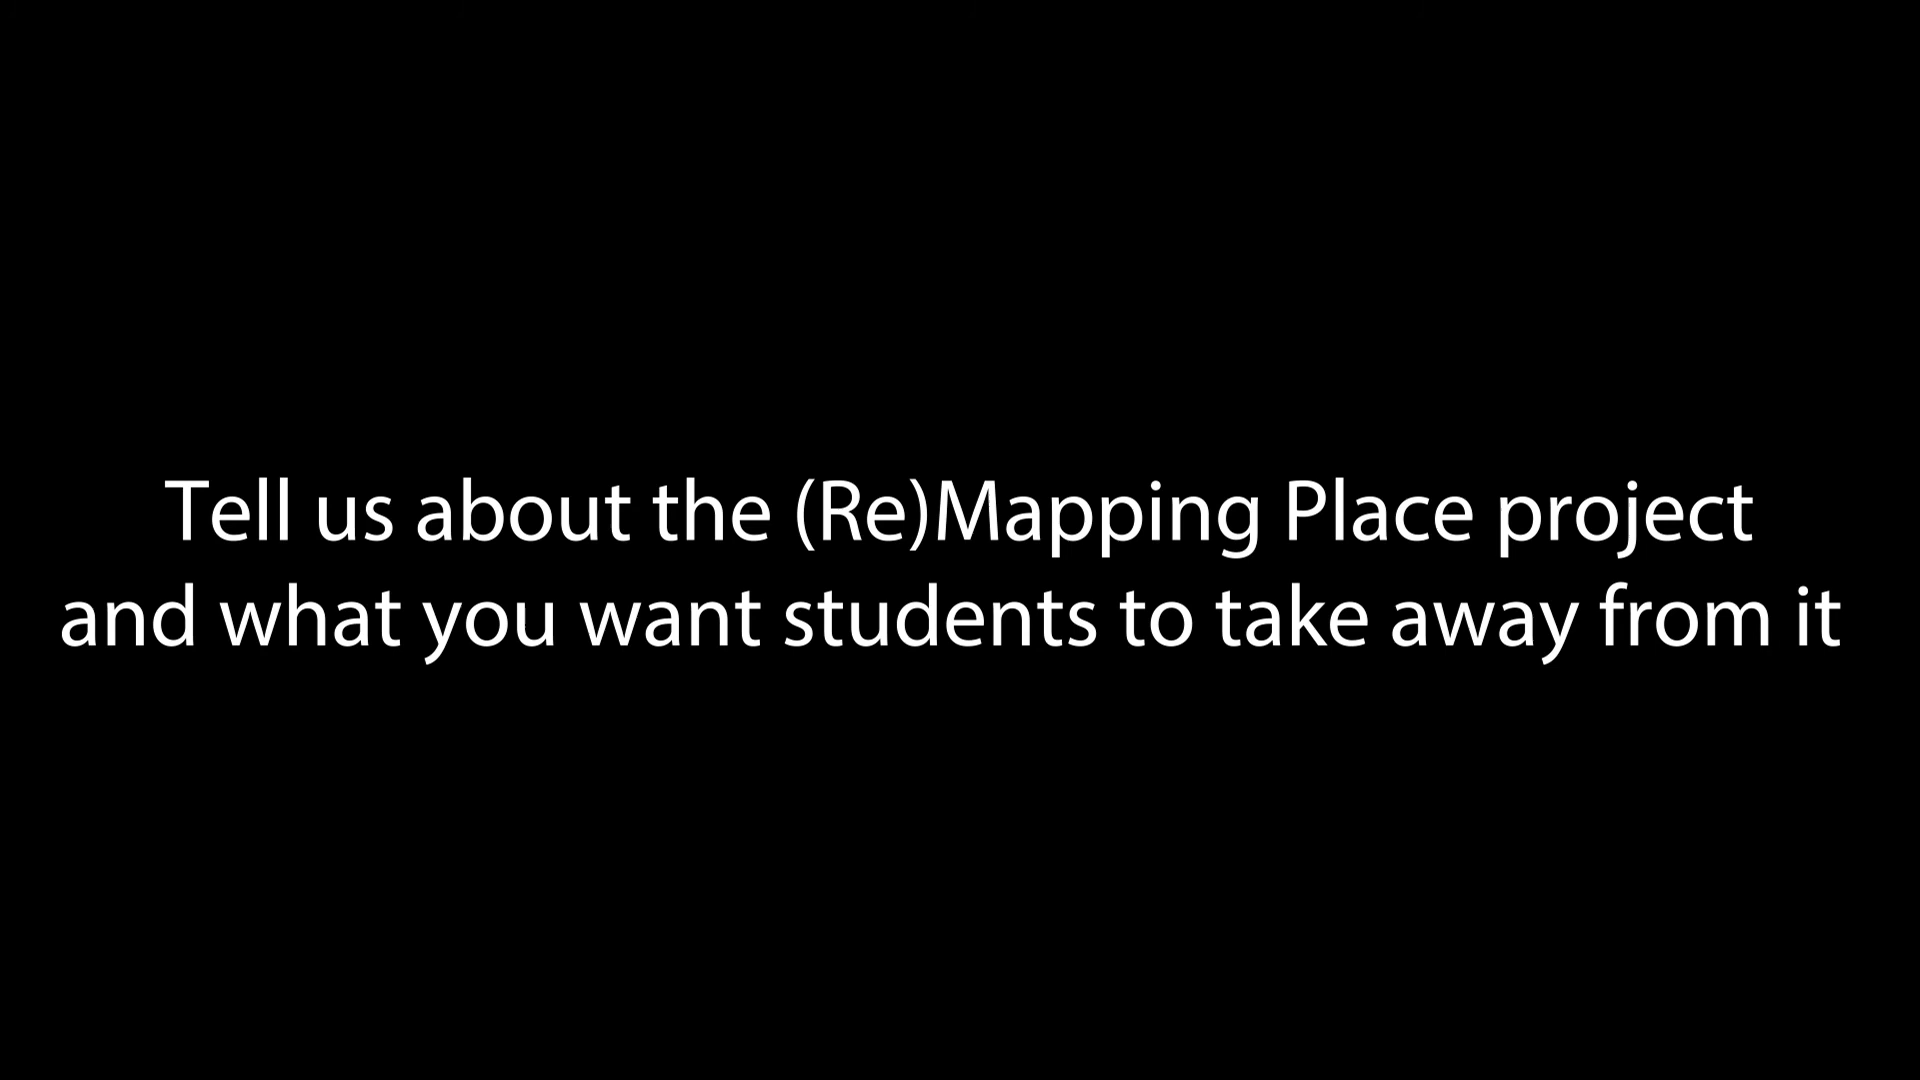 Tell us about the (Re)Mapping Place project
and what you want students to take away from it